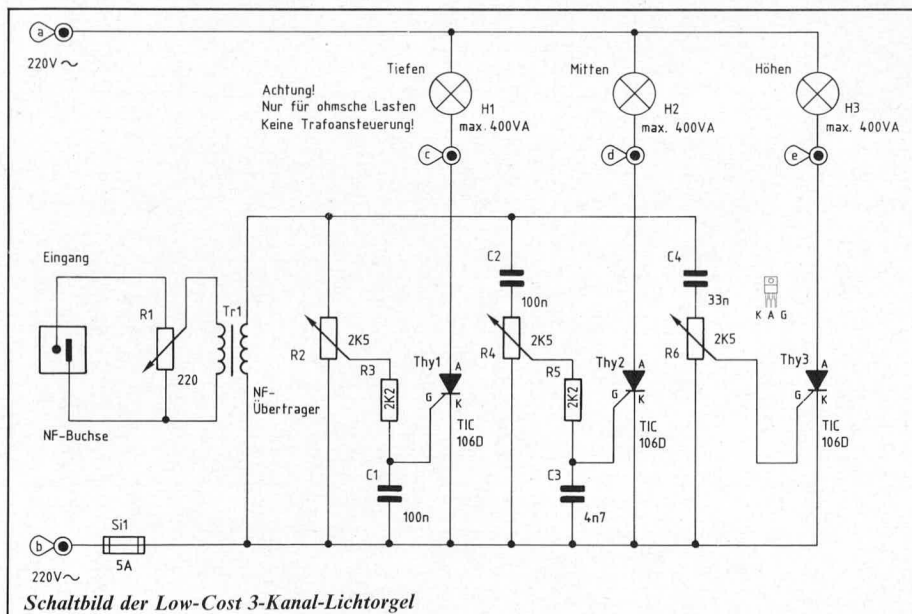 a
220V ~
Tiefen
Mitten
Höhen
Achtung!
Nur für ohmsche Lasten
Keine Trafoansteuerung!
H1
max. 400VA
H2
max. 400VA
H3
max. 400VA
c
d
e
Eingang
R1
220
NF-Buchse
Tr1
NF-
Übertrager
R2
2K5
R3
2K2
C1
100n
Thy1
A
G
K
TIC
106D
C2
100n
R4
2K5
R5
2K2
C3
4n7
Thy2
A
G
K
TIC
106D
C4
33n
R6
2K5
K A G
Thy3
A
G
K
TIC
106D
b
220V~
Si1
5A
Schaltbild der Low-Cost 3-Kanal-Lichtorgel